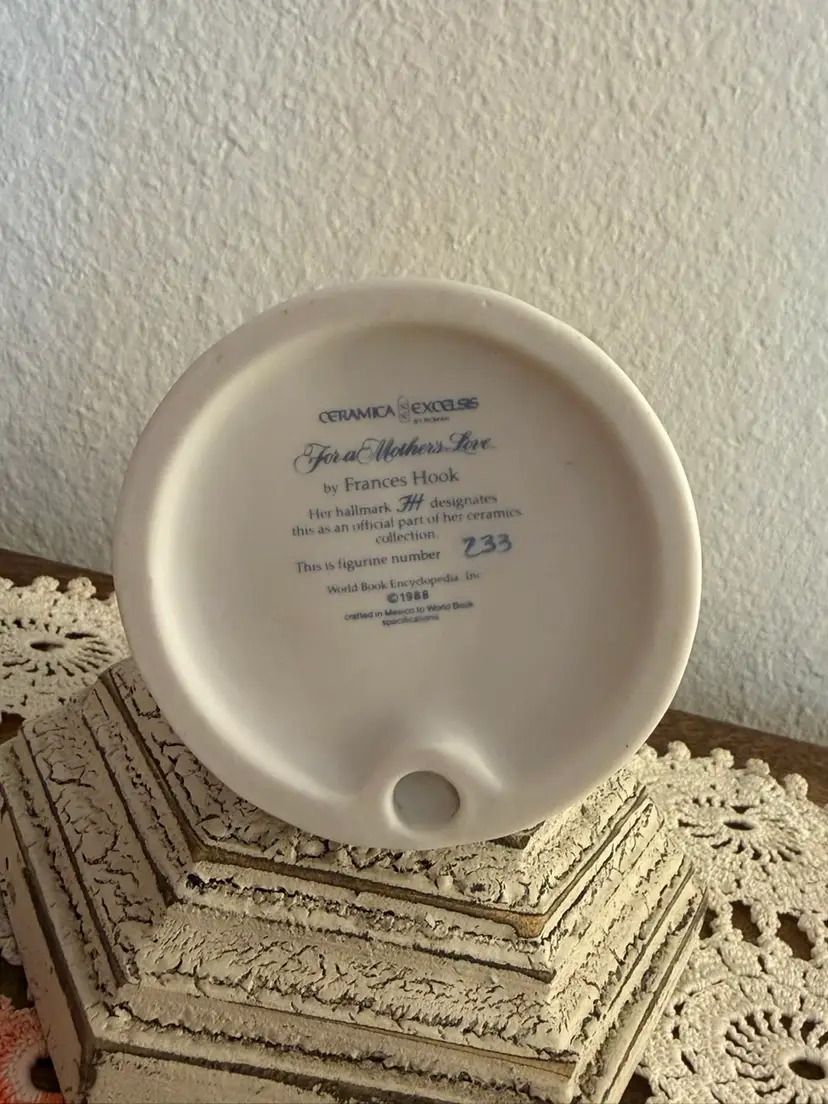 CERAMICA EXCELSIS
BY ROMAN
For a Mother's Love
by Frances Hook
Her hallmark FH designates
this as an official part of her ceramics
collection.
This is figurine number 233
World Book Encyclopedia, Inc
©1988
crafted in Mexico to World Book
specifications